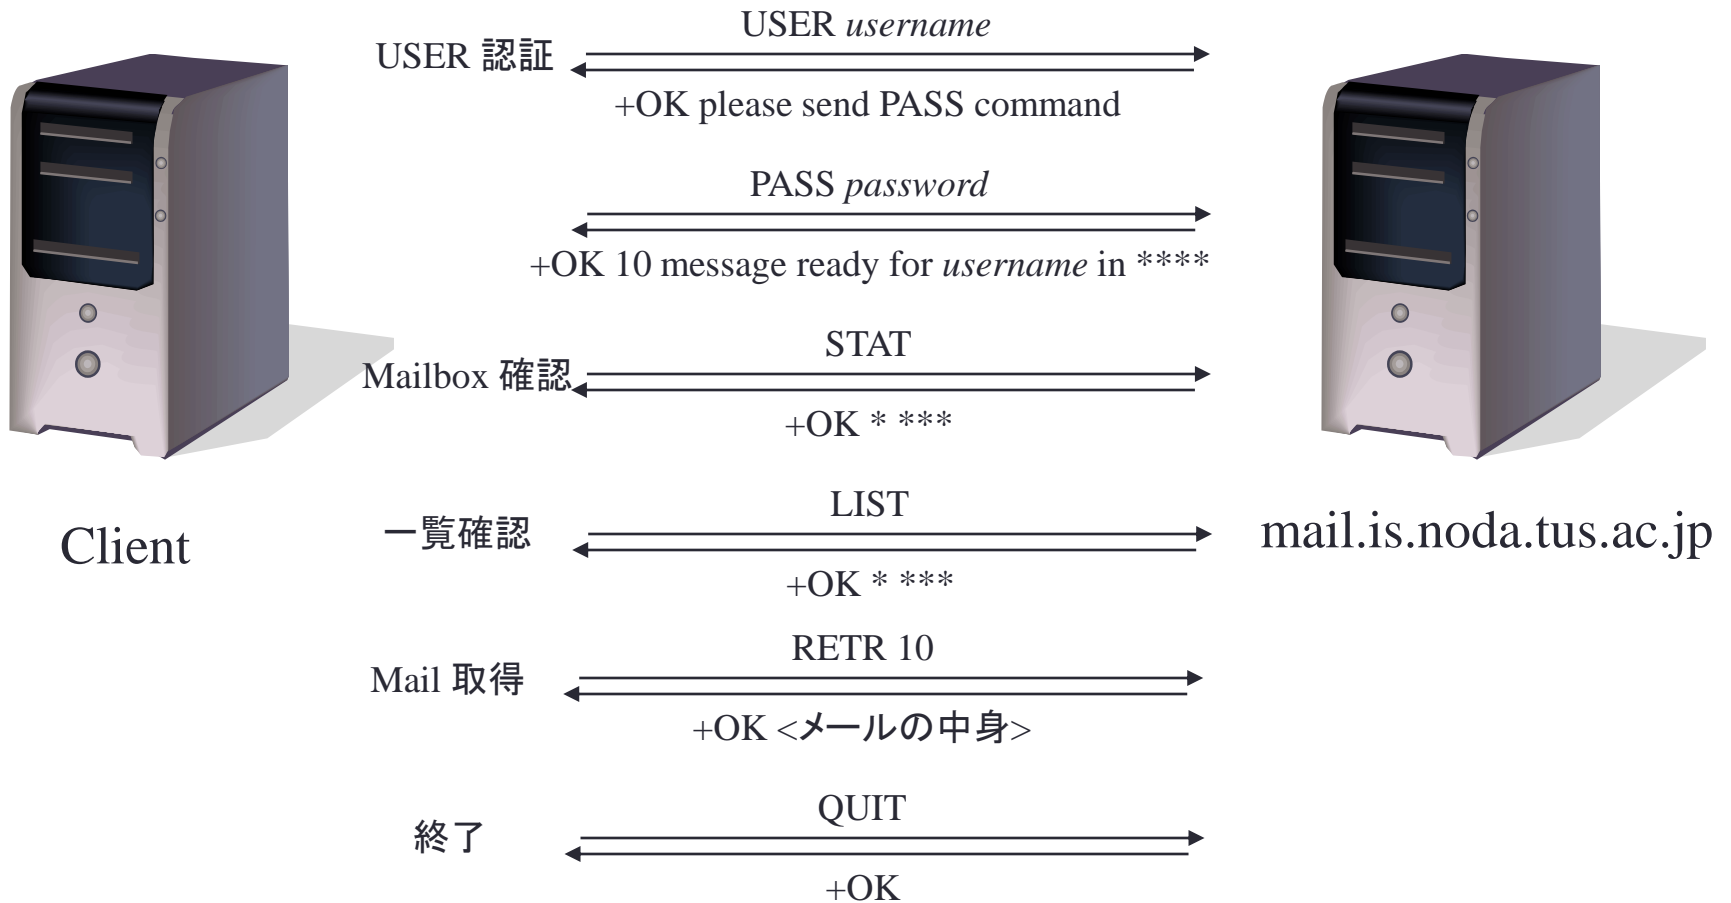 USER username
USER 認証
+OK please send PASS command
PASS password
+OK 10 message ready for username in ****
STAT
Mailbox 確認
+OK * ***
LIST
一覧確認
+OK * ***
Client
mail.is.noda.tus.ac.jp
RETR 10
Mail 取得
+OK <メールの中身>
QUIT
終了
+OK